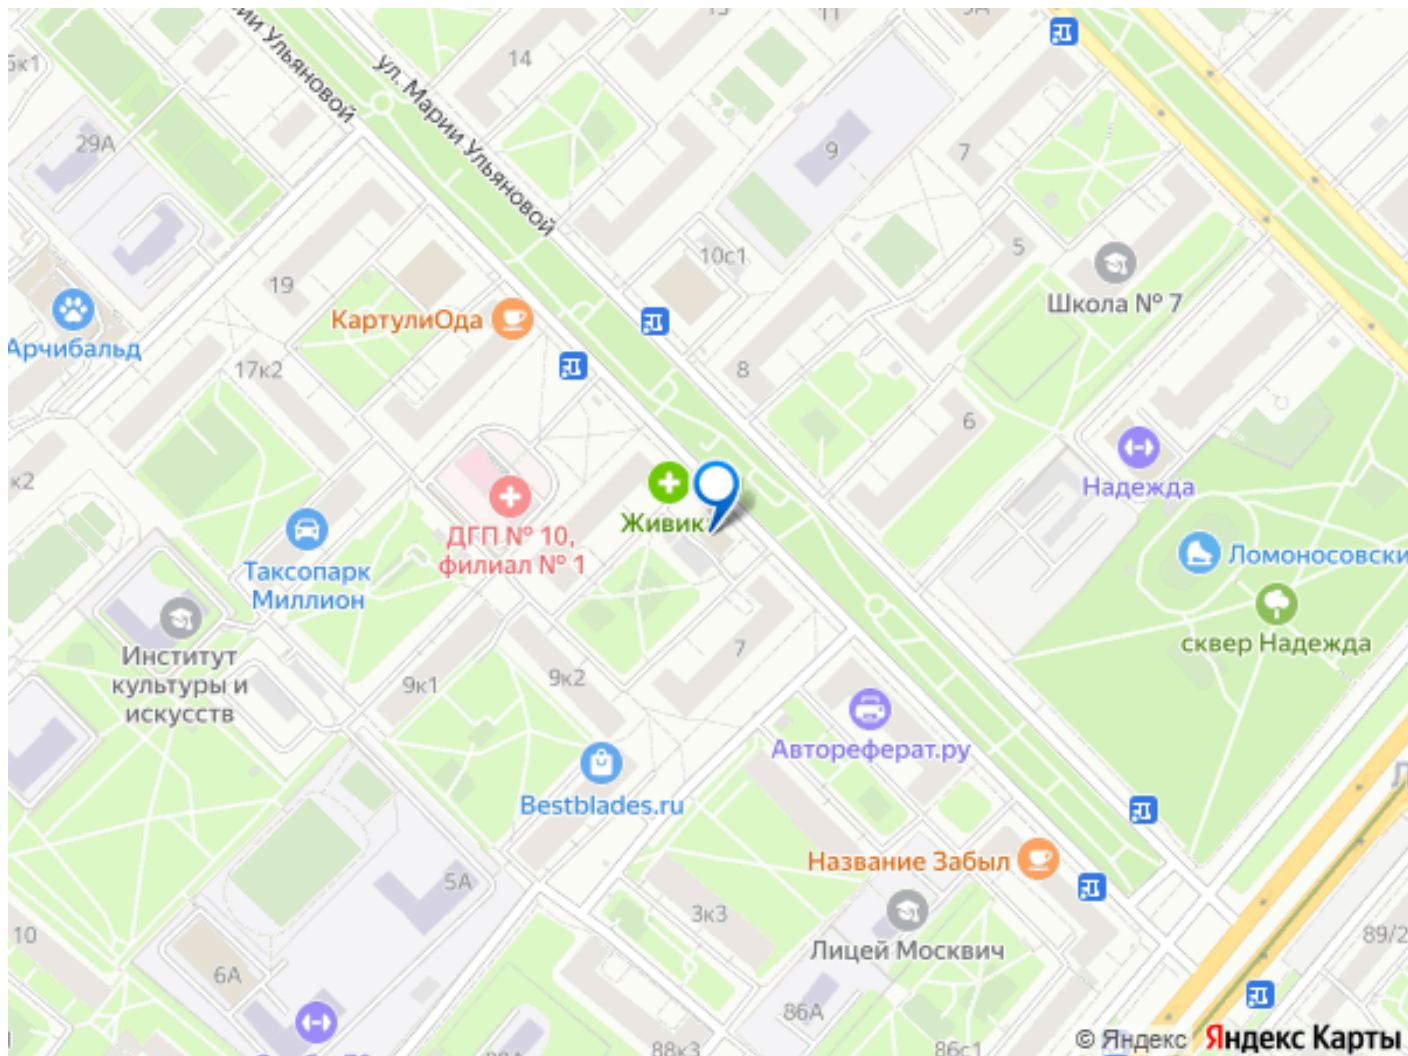 14
11
9
7
ул. Марии Ульяновой
Ульяновой
29А
10с1
5
Школа № 7
19
КартулиОда
Арчибальд
17к2
8
6
к2
Надежда
Живик
ДГП № 10,
филиал № 1
Таксопарк
Миллион
Ломоносовски
сквер Надежда
Институт
культуры и
искусств
9к1
9к2
7
Автореферат.ру
Bestblades.ru
Название Забыл
5А
3к3
Лицей Москвич
10
6А
89/2
86А
88к3
86с1
© Яндекс Яндекс Карты